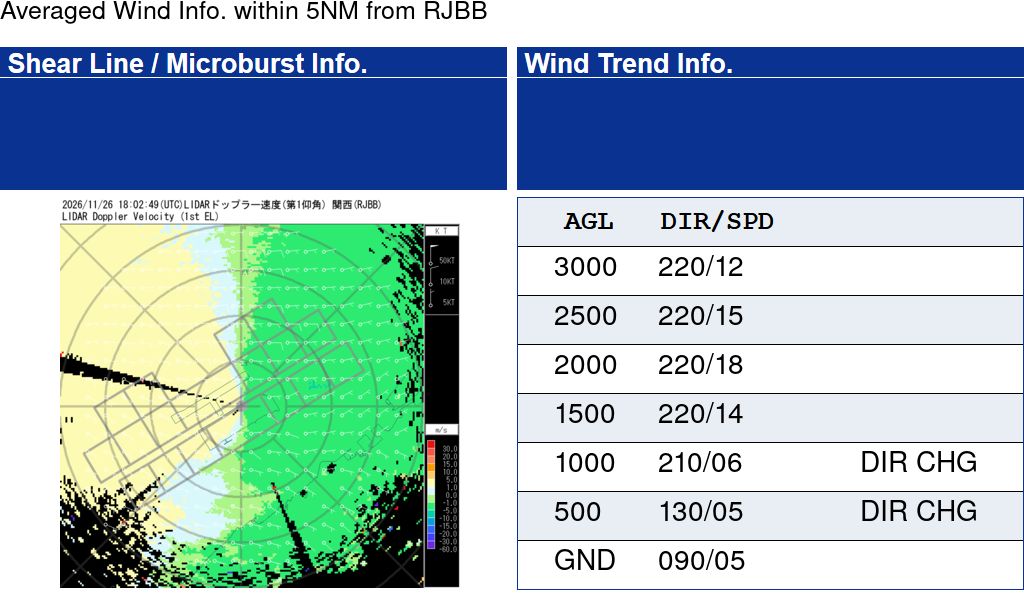 Averaged Wind Info. within 5NM from RJBB
Shear Line / Microburst Info.
Wind Trend Info.
2026/11/26 18:02:49(UTC)LIDARドップラー速度(第1仰角) 関西(RJBB)
LIDAR Doppler Velocity (1st EL)
K T
50KT
10KT
5KT
m/s
30.0
20.0
15.0
10.0
5.0
1.0
0.0
-1.0
-5.0
-10.0
-15.0
-20.0
-30.0
-60.0
AGL DIR/SPD
3000 220/12
2500 220/15
2000 220/18
1500 220/14
1000 210/06 DIR CHG
500 130/05 DIR CHG
GND 090/05